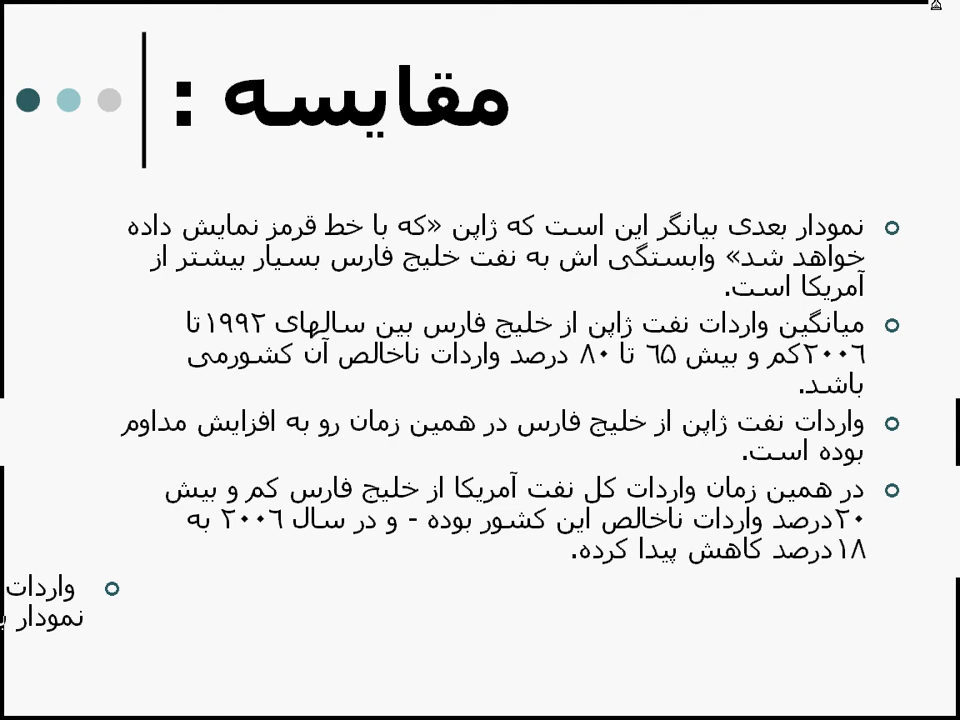 مقایسه :
نمودار بعدی بیانگر این است که ژاپن «که با خط قرمز نمایش داده
خواهد شد» وابستگی اش به نفت خلیج فارس بسیار بیشتر از
آمریکا است.
میانگین واردات نفت ژاپن از خلیج فارس بین سالهای ۱۹۹۲تا
۲۰۰۶کم و بیش ۶۵ تا ۸۰ درصد واردات ناخالص آن کشورمی
باشد.
واردات نفت ژاپن از خلیج فارس در همین زمان رو به افزایش مداوم
بوده است.
در همین زمان واردات کل نفت آمریکا از خلیج فارس کم و بیش
۲۰درصد واردات ناخالص این کشور بوده - و در سال ۲۰۰۶ به
۱۸درصد کاهش پیدا کرده.
واردات
نمودار